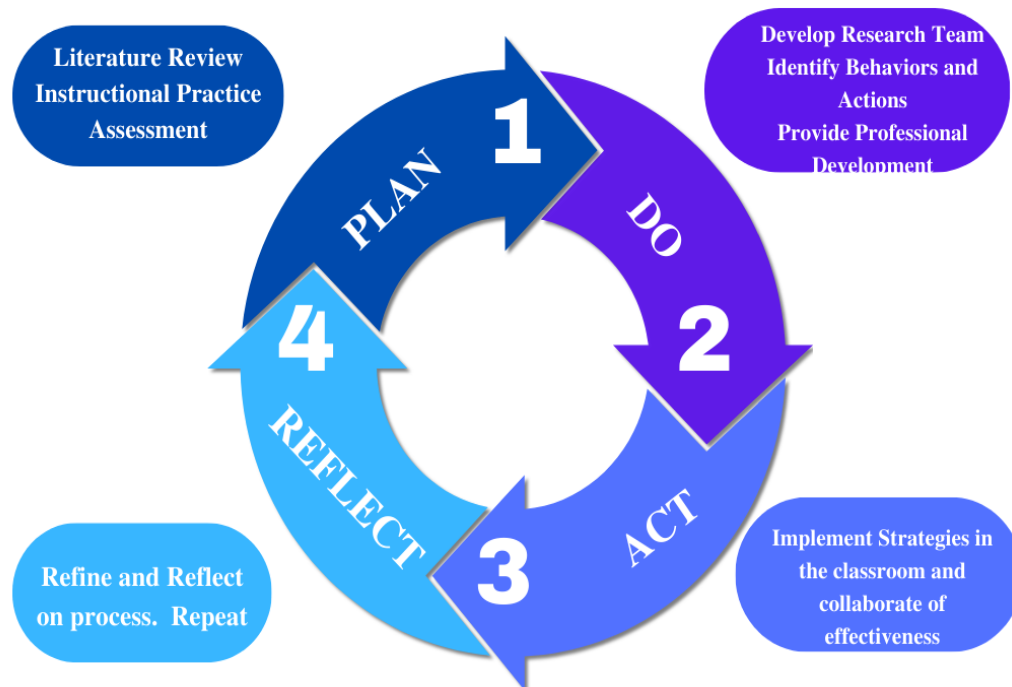 Literature Review
Instructional Practice
Assessment
1
PLAN
Develop Research Team
Identify Behaviors and
Actions
Provide Professional
Development
DO
2
Implement Strategies in
the classroom and
collaborate of
effectiveness
ACT
3
Refine and Reflect
on process.  Repeat
REFLECT
4